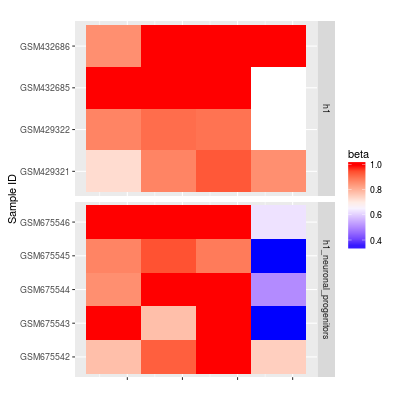 GSM432686
GSM432685
GSM429322
GSM429321
h1
GSM675546
GSM675545
GSM675544
GSM675543
GSM675542
h1_neuronal_progenitors
Sample ID
beta
1.0
0.8
0.6
0.4